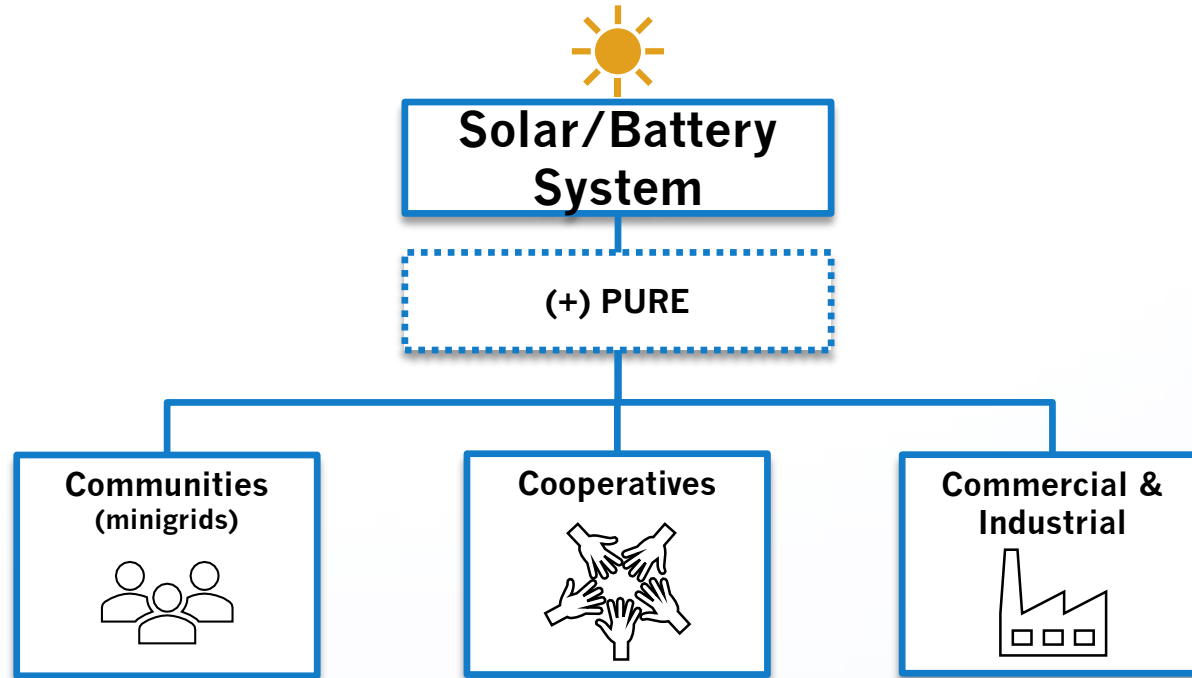 Solar/Battery
System
(+) PURE
Communities
(minigrids)
Cooperatives
Commercial &
Industrial